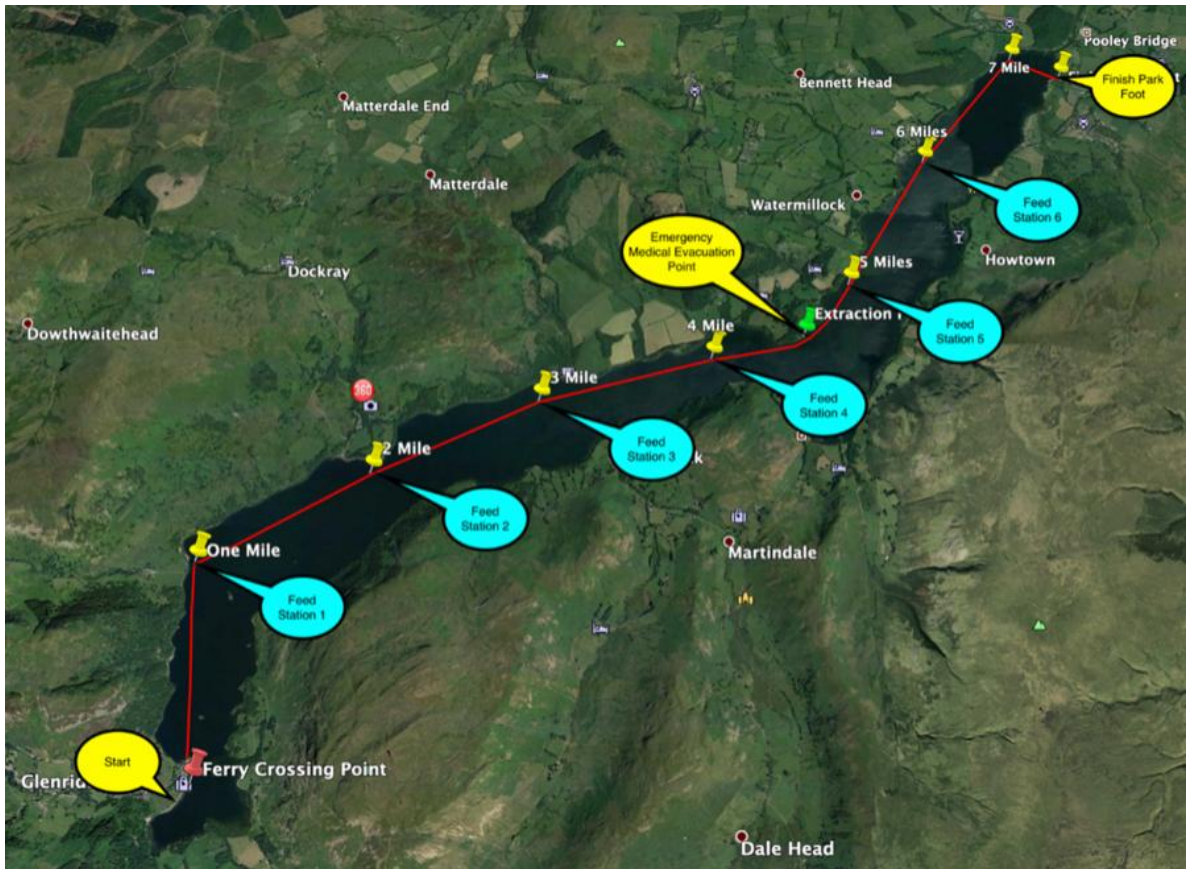 Pooley Bridge
7 Mile
Finish Park
Foot
Bennett Head
Matterdale End
6 Miles
Matterdale
Feed
Station 6
Watermillock
Emergency
Medical Evacuation
Point
Howtown
5 Miles
Dockray
Extraction
Dowthwaitehead
4 Mile
Feed
Station 5
3 Mile
360
Feed
Station 4
2 Mile
Feed
Station 3
Feed
Station 2
One Mile
Martindale
Feed
Station 1
Start
Ferry Crossing Point
Glenrid
Dale Head